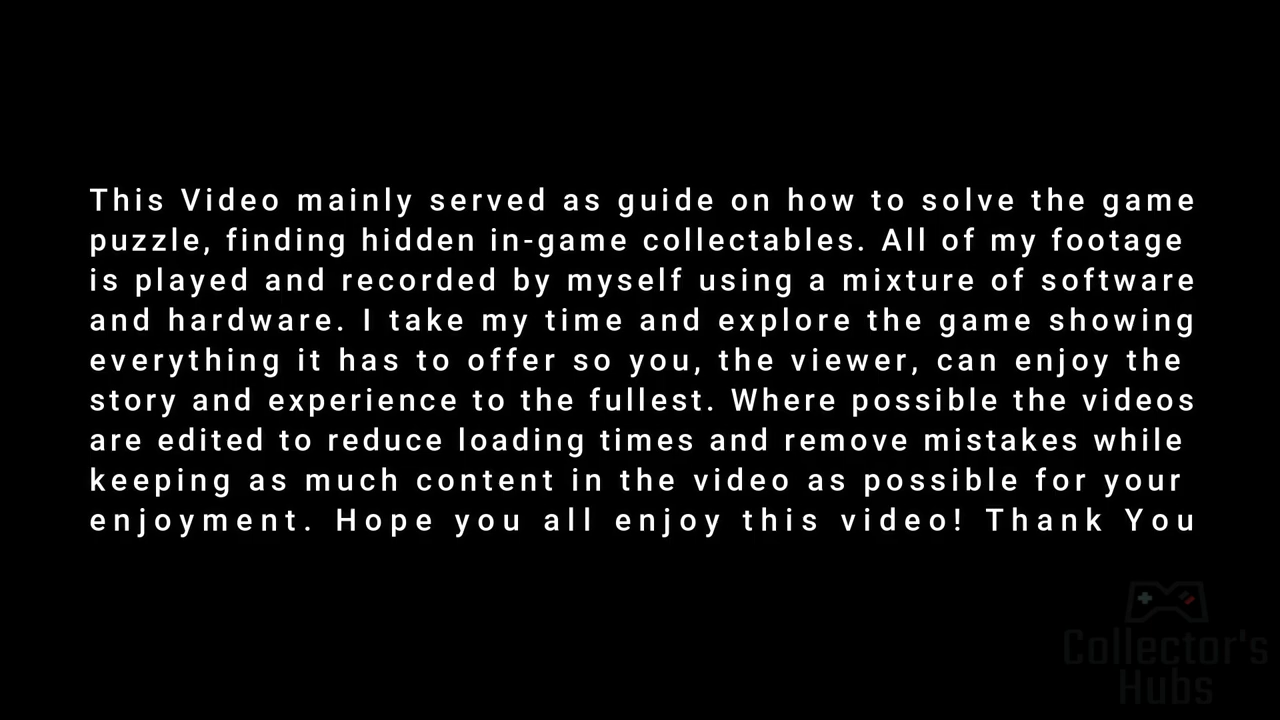 This Video mainly served as guide on how to solve the game
puzzle, finding hidden in-game collectables. All of my footage
is played and recorded by myself using a mixture of software
and hardware. I take my time and explore the game showing
everything it has to offer so you, the viewer, can enjoy the
story and experience to the fullest. Where possible the videos
are edited to reduce loading times and remove mistakes while
keeping as much content in the video as possible for your
enjoyment. Hope you all enjoy this video! Thank You
Collector's
Hubs